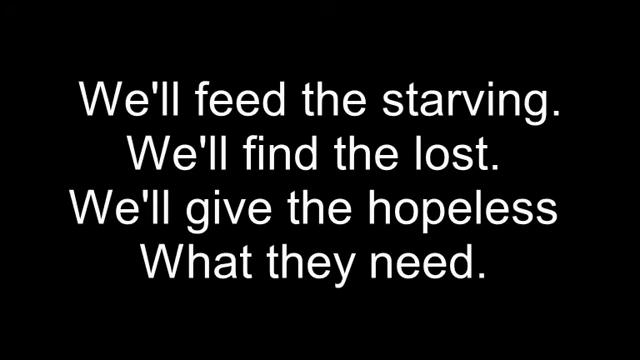 We'll feed the starving.
We'll find the lost.
We'll give the hopeless
What they need.